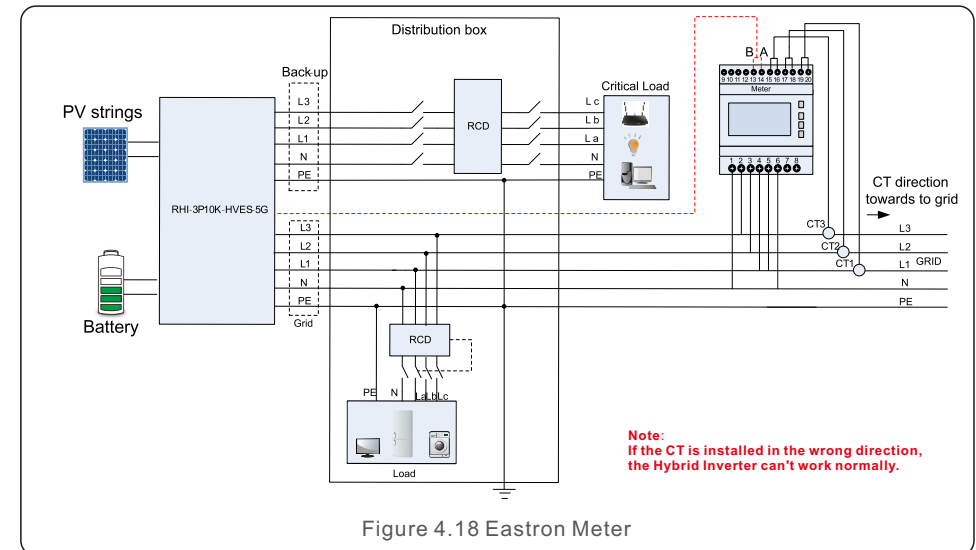 Distribution box
B A
9 10 11 12 13 14 15 16 17 18 19 20
Meter
1 2 3 4 5 6 7 8
Back-up
L3
L2
L1
N
PE
RCD
Critical Load
L c
L b
L a
N
PE
PV strings
RHI-3P10K-HVES-5G
Battery
CT direction
towards to grid
CT3
CT2
CT1
L3
L2
L1 GRID
N
PE
L3
L2
L1
N
PE
Grid
RCD
PE N LaLbLc
Load
Note:
If the CT is installed in the wrong direction,
the Hybrid Inverter can't work normally.
Figure 4.18 Eastron Meter